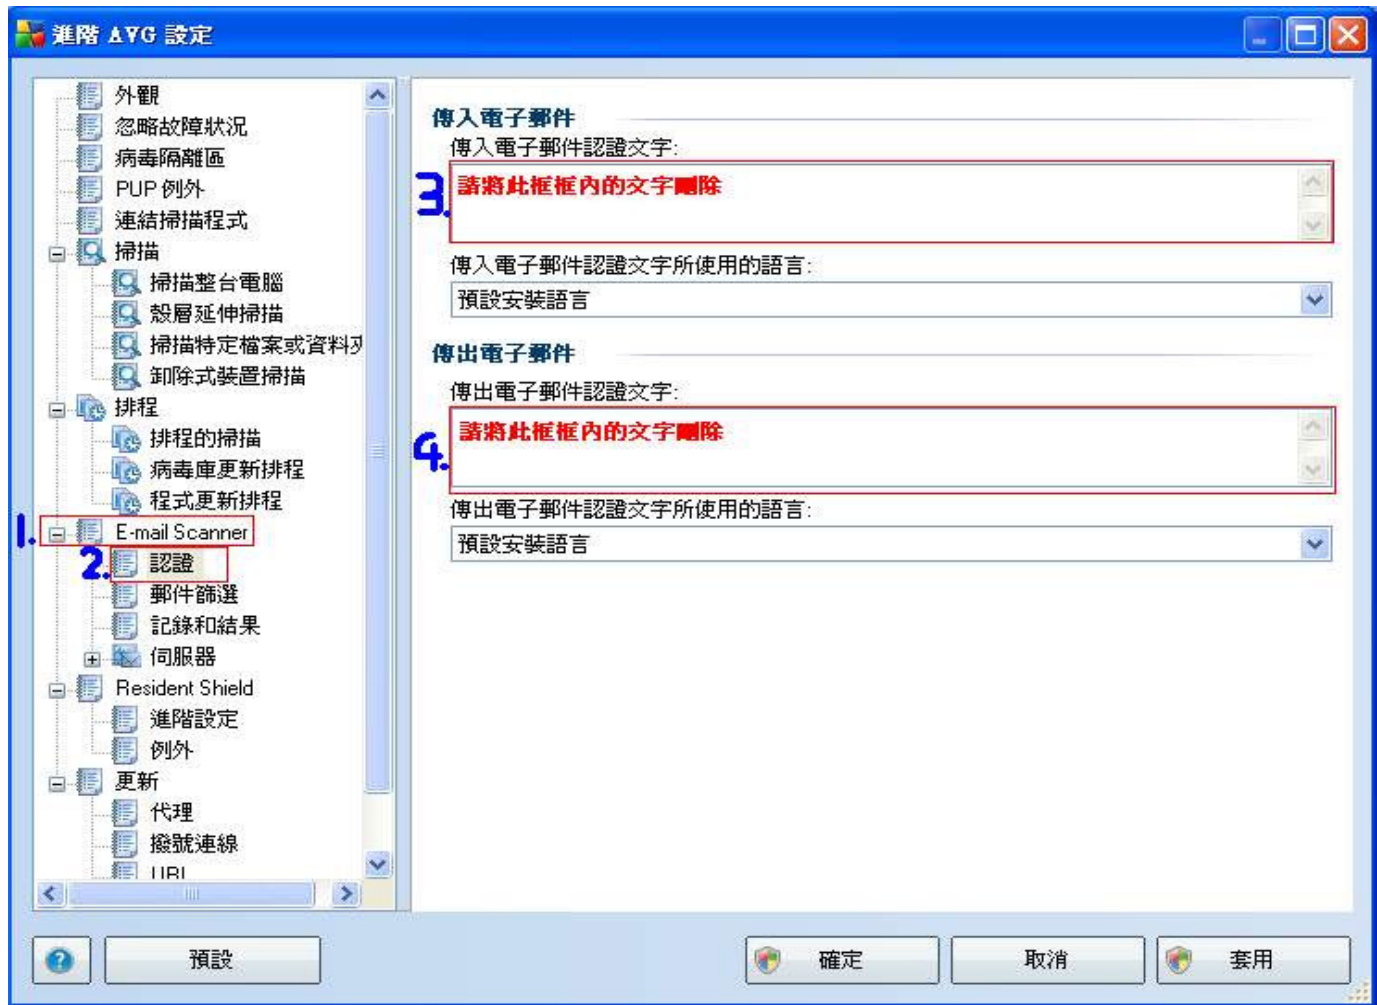 進階 AVG 設定
外觀
忽略故障狀況
病毒隔離區
PUP 例外
連結掃描程式
掃描
掃描整台電腦
殼層延伸掃描
掃描特定檔案或資料夾
卸除式裝置掃描
排程
排程的掃描
病毒庫更新排程
程式更新排程
1.
E-mail Scanner
2.
認證
郵件篩選
記錄和結果
伺服器
Resident Shield
進階設定
例外
更新
代理
撥號連線
URL
傳入電子郵件
傳入電子郵件認證文字:
3.
請將此框框內的文字刪除
傳入電子郵件認證文字所使用的語言:
預設安裝語言
傳出電子郵件
傳出電子郵件認證文字:
4.
請將此框框內的文字刪除
傳出電子郵件認證文字所使用的語言:
預設安裝語言
?
預設
確定
取消
套用